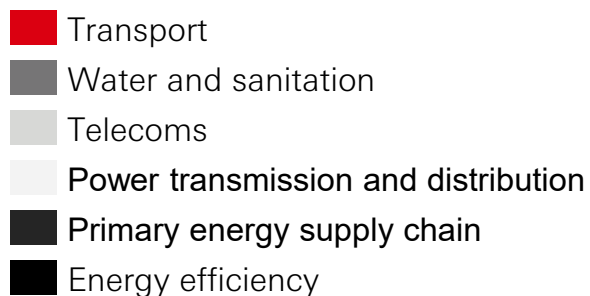 Transport
Water and sanitation
Telecoms
Power transmission and distribution
Primary energy supply chain
Energy efficiency